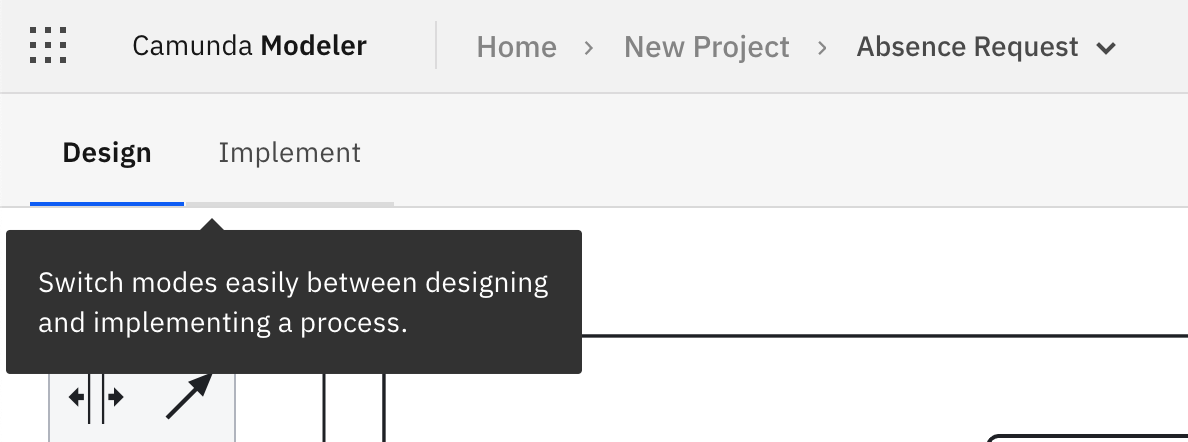 Camunda Modeler
Home > New Project > Absence Request
Design
Implement
Switch modes easily between designing
and implementing a process.